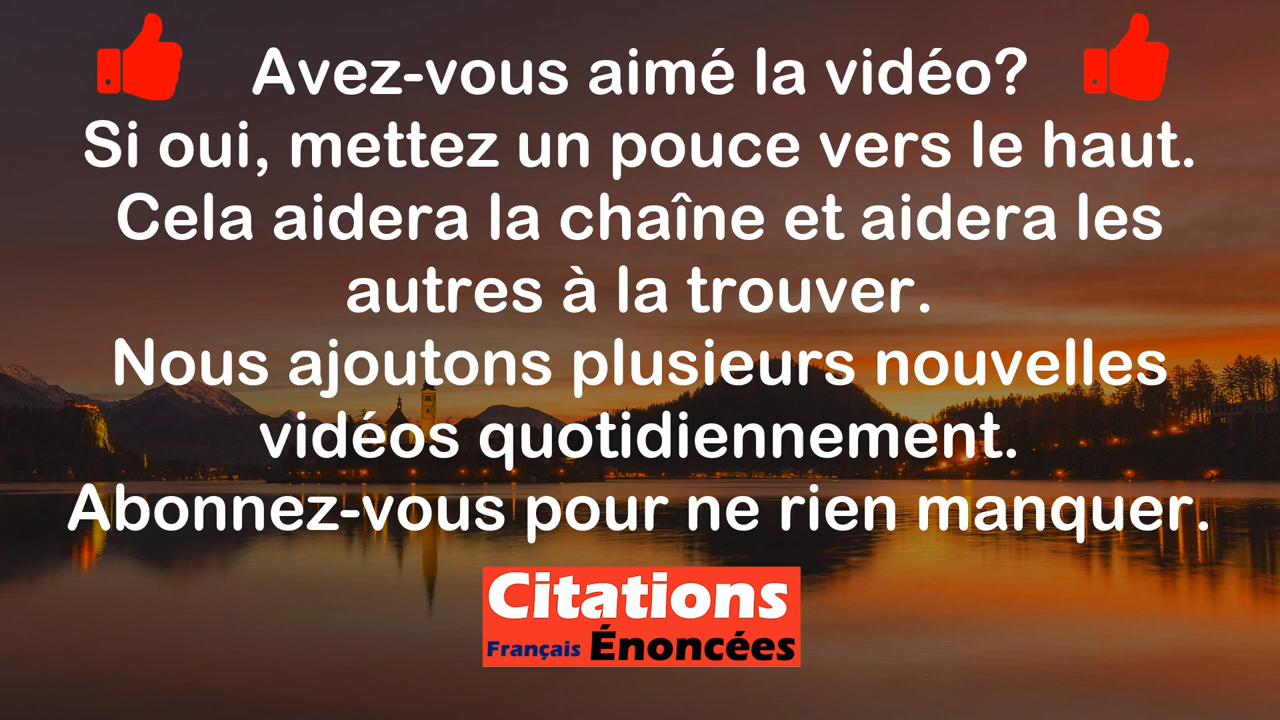 Avez-vous aimé la vidéo?
Si oui, mettez un pouce vers le haut.
Cela aidera la chaîne et aidera les
autres à la trouver.
Nous ajoutons plusieurs nouvelles
vidéos quotidiennement.
Abonnez-vous pour ne rien manquer.
Citations
Français Énoncées